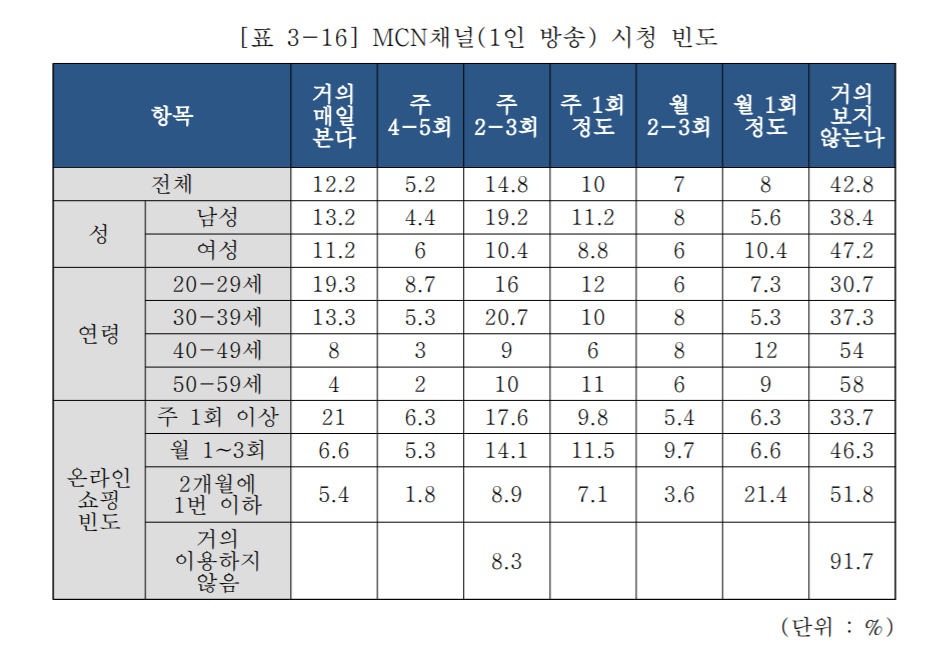 [표 3-16] MCN채널(1인 방송) 시청 빈도
항목 거의 매일 본다 주 4-5회 주 2-3회 주 1회 정도 월 2-3회 월 1회 정도 거의 보지 않는다
전체 12.2 5.2 14.8 10 7 8 42.8
성 남성 13.2 4.4 19.2 11.2 8 5.6 38.4
여성 11.2 6 10.4 8.8 6 10.4 47.2
연령 20-29세 19.3 8.7 16 12 6 7.3 30.7
30-39세 13.3 5.3 20.7 10 8 5.3 37.3
40-49세 8 3 9 6 8 12 54
50-59세 4 2 10 11 6 9 58
온라인 쇼핑 빈도 주 1회 이상 21 6.3 17.6 9.8 5.4 6.3 33.7
월 1~3회 6.6 5.3 14.1 11.5 9.7 6.6 46.3
2개월에 1번 이하 5.4 1.8 8.9 7.1 3.6 21.4 51.8
거의 이용하지 않음 8.3 91.7
(단위 : %)